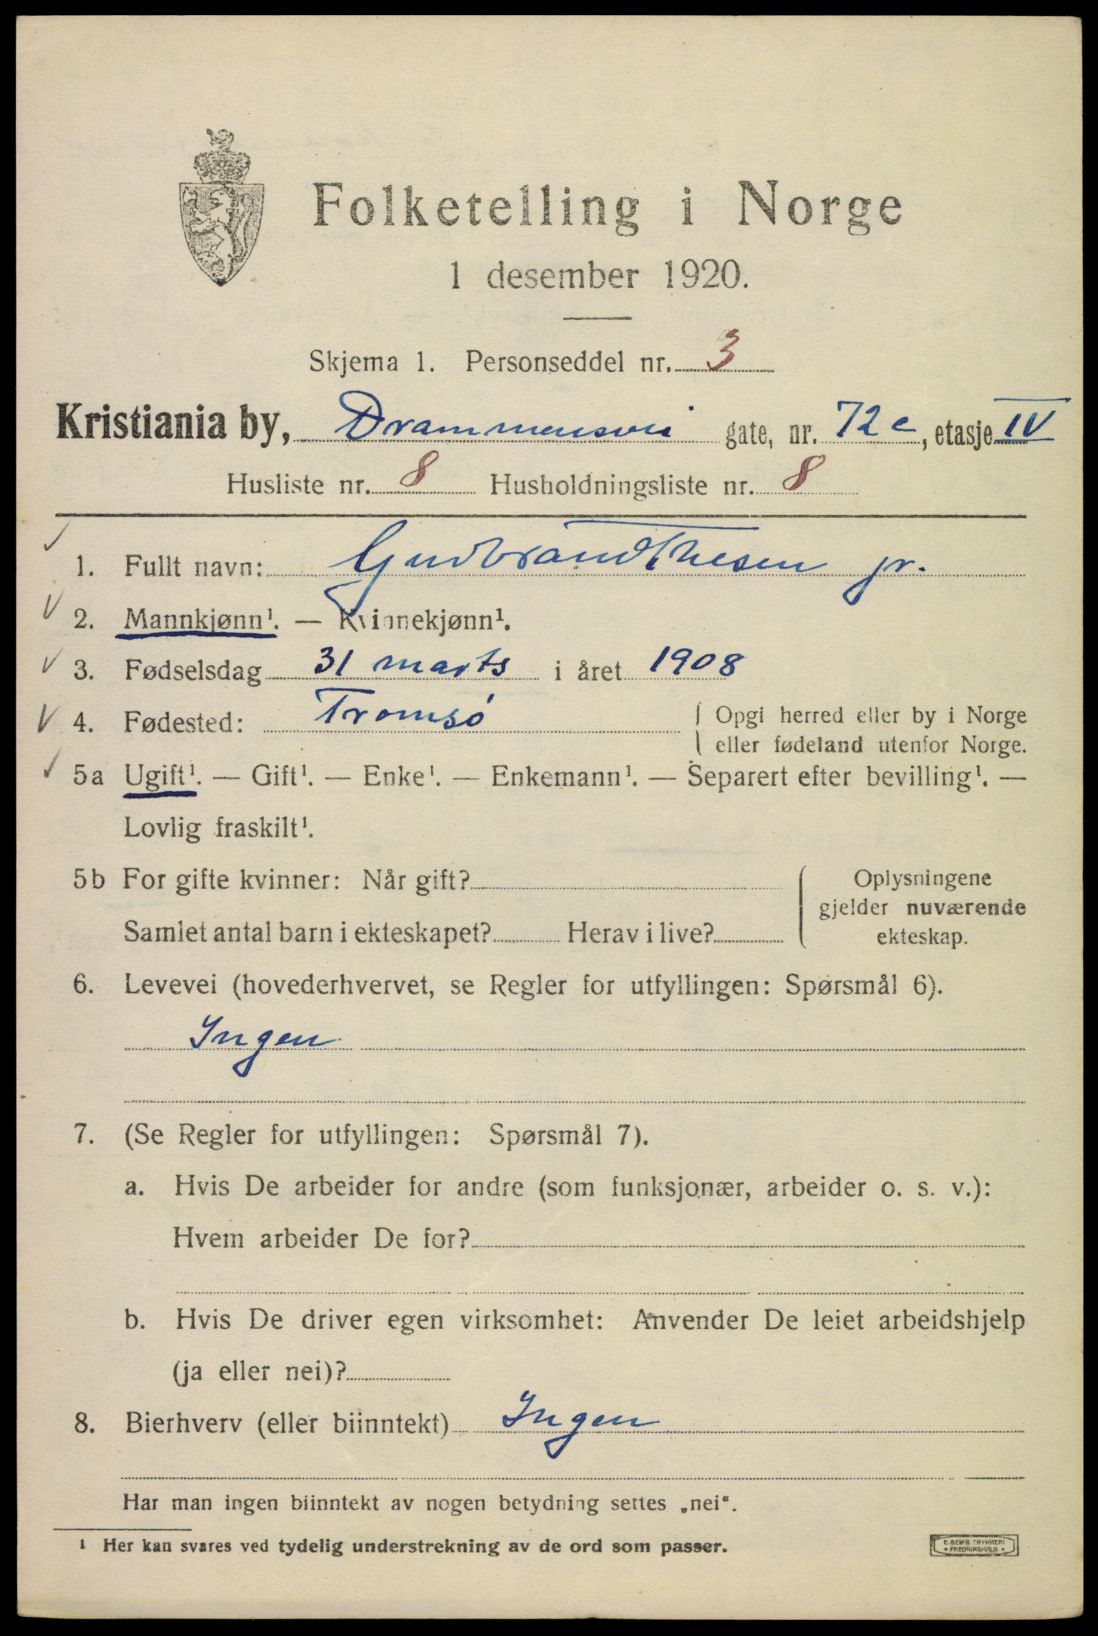 Folketelling i Norge
1 desember 1920.
Skjema 1. Personseddel nr. 3
Kristiania by, Drammensvei gate, nr. 72 c, etasje IV
Husliste nr. 8 Husholdningsliste nr. 8
1. Fullt navn: Gudbrand Thesen jr.
2. Mannkjønn¹. — Kvinnekjønn¹.
3. Fødselsdag 31 marts i året 1908
4. Fødested: Tromsø { Opgi herred eller by i Norge
eller fødeland utenfor Norge.
5a Ugift¹. — Gift¹. — Enke¹. — Enkemann¹. — Separert efter bevilling¹. —
Lovlig fraskilt¹.
5b For gifte kvinner: Når gift?
Samlet antal barn i ekteskapet? Herav i live?
Oplysningene
gjelder nuværende
ekteskap.
6. Levevei (hovederhvervet, se Regler for utfyllingen: Spørsmål 6).
Ingen
7. (Se Regler for utfyllingen: Spørsmål 7).
a. Hvis De arbeider for andre (som funksjonær, arbeider o. s. v.):
Hvem arbeider De for?
b. Hvis De driver egen virksomhet: Anvender De leiet arbeidshjelp
(ja eller nei)?
8. Bierhverv (eller biinntekt) Ingen
Har man ingen biinntekt av nogen betydning settes „nei".
¹ Her kan svares ved tydelig understrekning av de ord som passer.
E. SEM'S TRYKKERI
• FREDRIKSHALD •